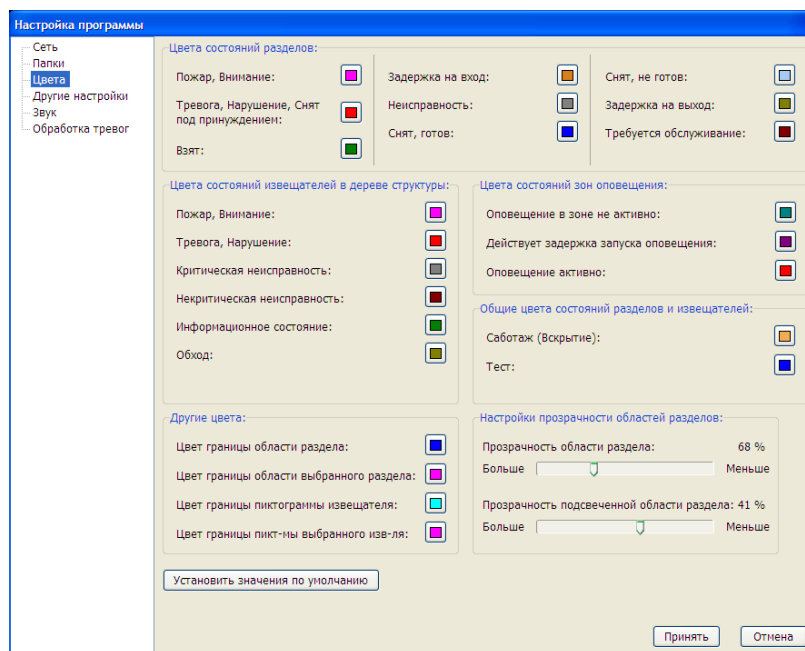 Настройка программы
Сеть
Папки
Цвета
Другие настройки
Звук
Обработка тревог
Цвета состояний разделов:
Пожар, Внимание:
Тревога, Нарушение, Снят
под принуждением:
Взят:
Задержка на вход:
Неисправность:
Снят, готов:
Снят, не готов:
Задержка на выход:
Требуется обслуживание:
Цвета состояний извещателей в дереве структуры:
Пожар, Внимание:
Тревога, Нарушение:
Критическая неисправность:
Некритическая неисправность:
Информационное состояние:
Обход:
Цвета состояний зон оповещения:
Оповещение в зоне не активно:
Действует задержка запуска оповещения:
Оповещение активно:
Общие цвета состояний разделов и извещателей:
Саботаж (Вскрытие):
Тест:
Другие цвета:
Цвет границы области раздела:
Цвет границы области выбранного раздела:
Цвет границы пиктограммы извещателя:
Цвет границы пикт-мы выбранного изв-ля:
Настройки прозрачности областей разделов:
Прозрачность области раздела: 68 %
Больше Меньше
Прозрачность подсвеченной области раздела: 41 %
Больше Меньше
Установить значения по умолчанию
Принять Отмена